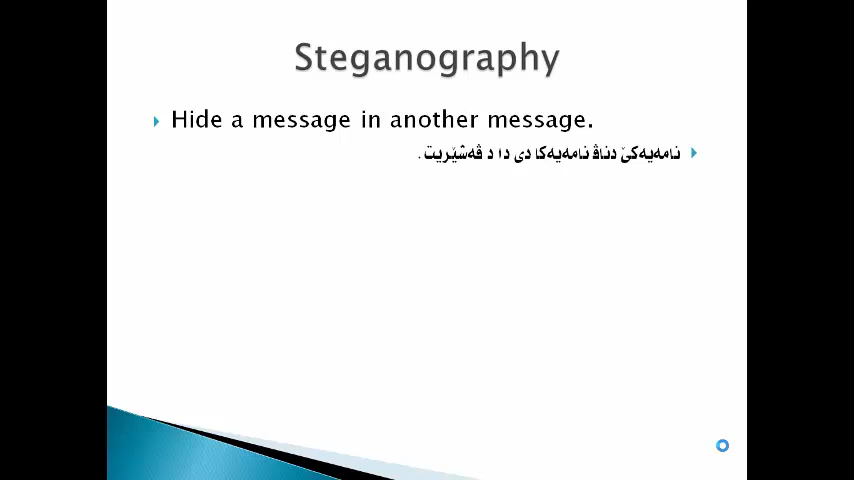 Steganography
Hide a message in another message.
نامەیەکێ دناڤ نامەیەکا دی دا د ڤەشێریت.